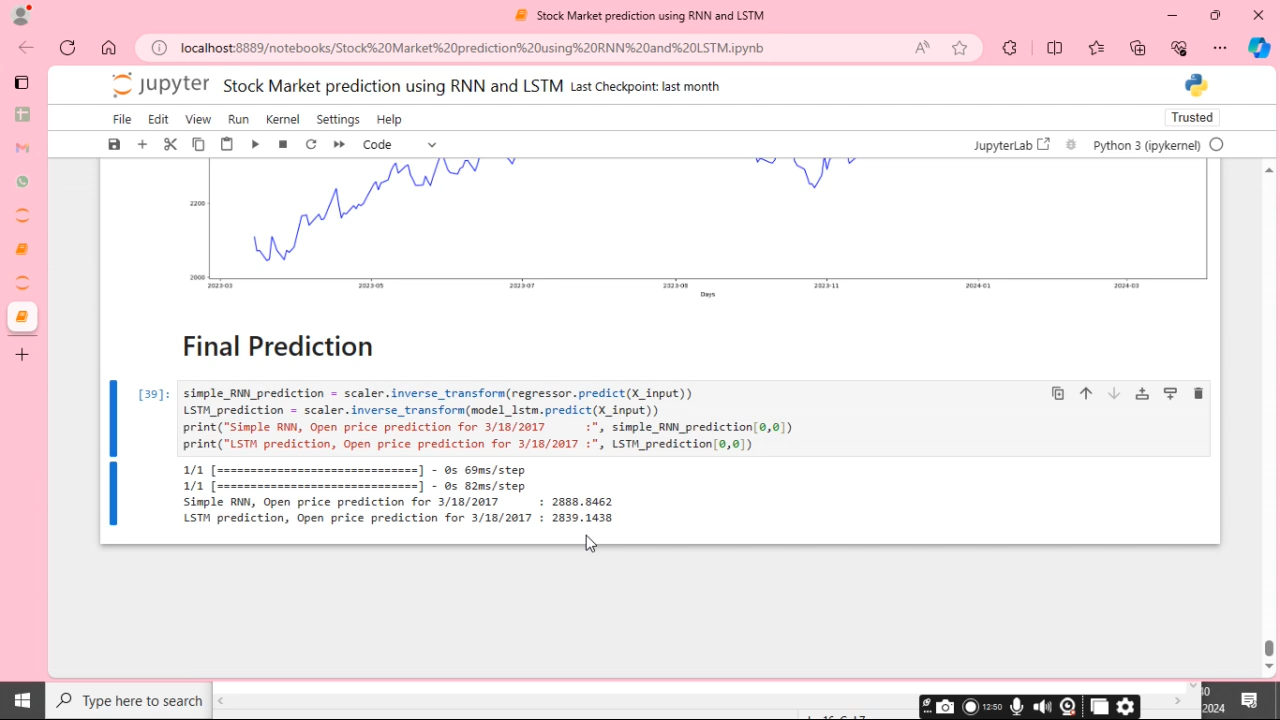 Stock Market prediction using RNN and LSTM
localhost:8889/notebooks/Stock%20Market%20prediction%20using%20RNN%20and%20LSTM.ipynb
jupyter Stock Market prediction using RNN and LSTM Last Checkpoint: last month
File Edit View Run Kernel Settings Help
Trusted
Code
JupyterLab
Python 3 (ipykernel)
2200
2000
2023-03 2023-05 2023-07 2023-09 2023-11 2024-01 2024-03
Days
Final Prediction
[39]: simple_RNN_prediction = scaler.inverse_transform(regressor.predict(X_input))
LSTM_prediction = scaler.inverse_transform(model_lstm.predict(X_input))
print("Simple RNN, Open price prediction for 3/18/2017      :", simple_RNN_prediction[0,0])
print("LSTM prediction, Open price prediction for 3/18/2017 :", LSTM_prediction[0,0])
1/1 [==============================] - 0s 69ms/step
1/1 [==============================] - 0s 82ms/step
Simple RNN, Open price prediction for 3/18/2017      : 2888.8462
LSTM prediction, Open price prediction for 3/18/2017 : 2839.1438
Type here to search
12:50
2024